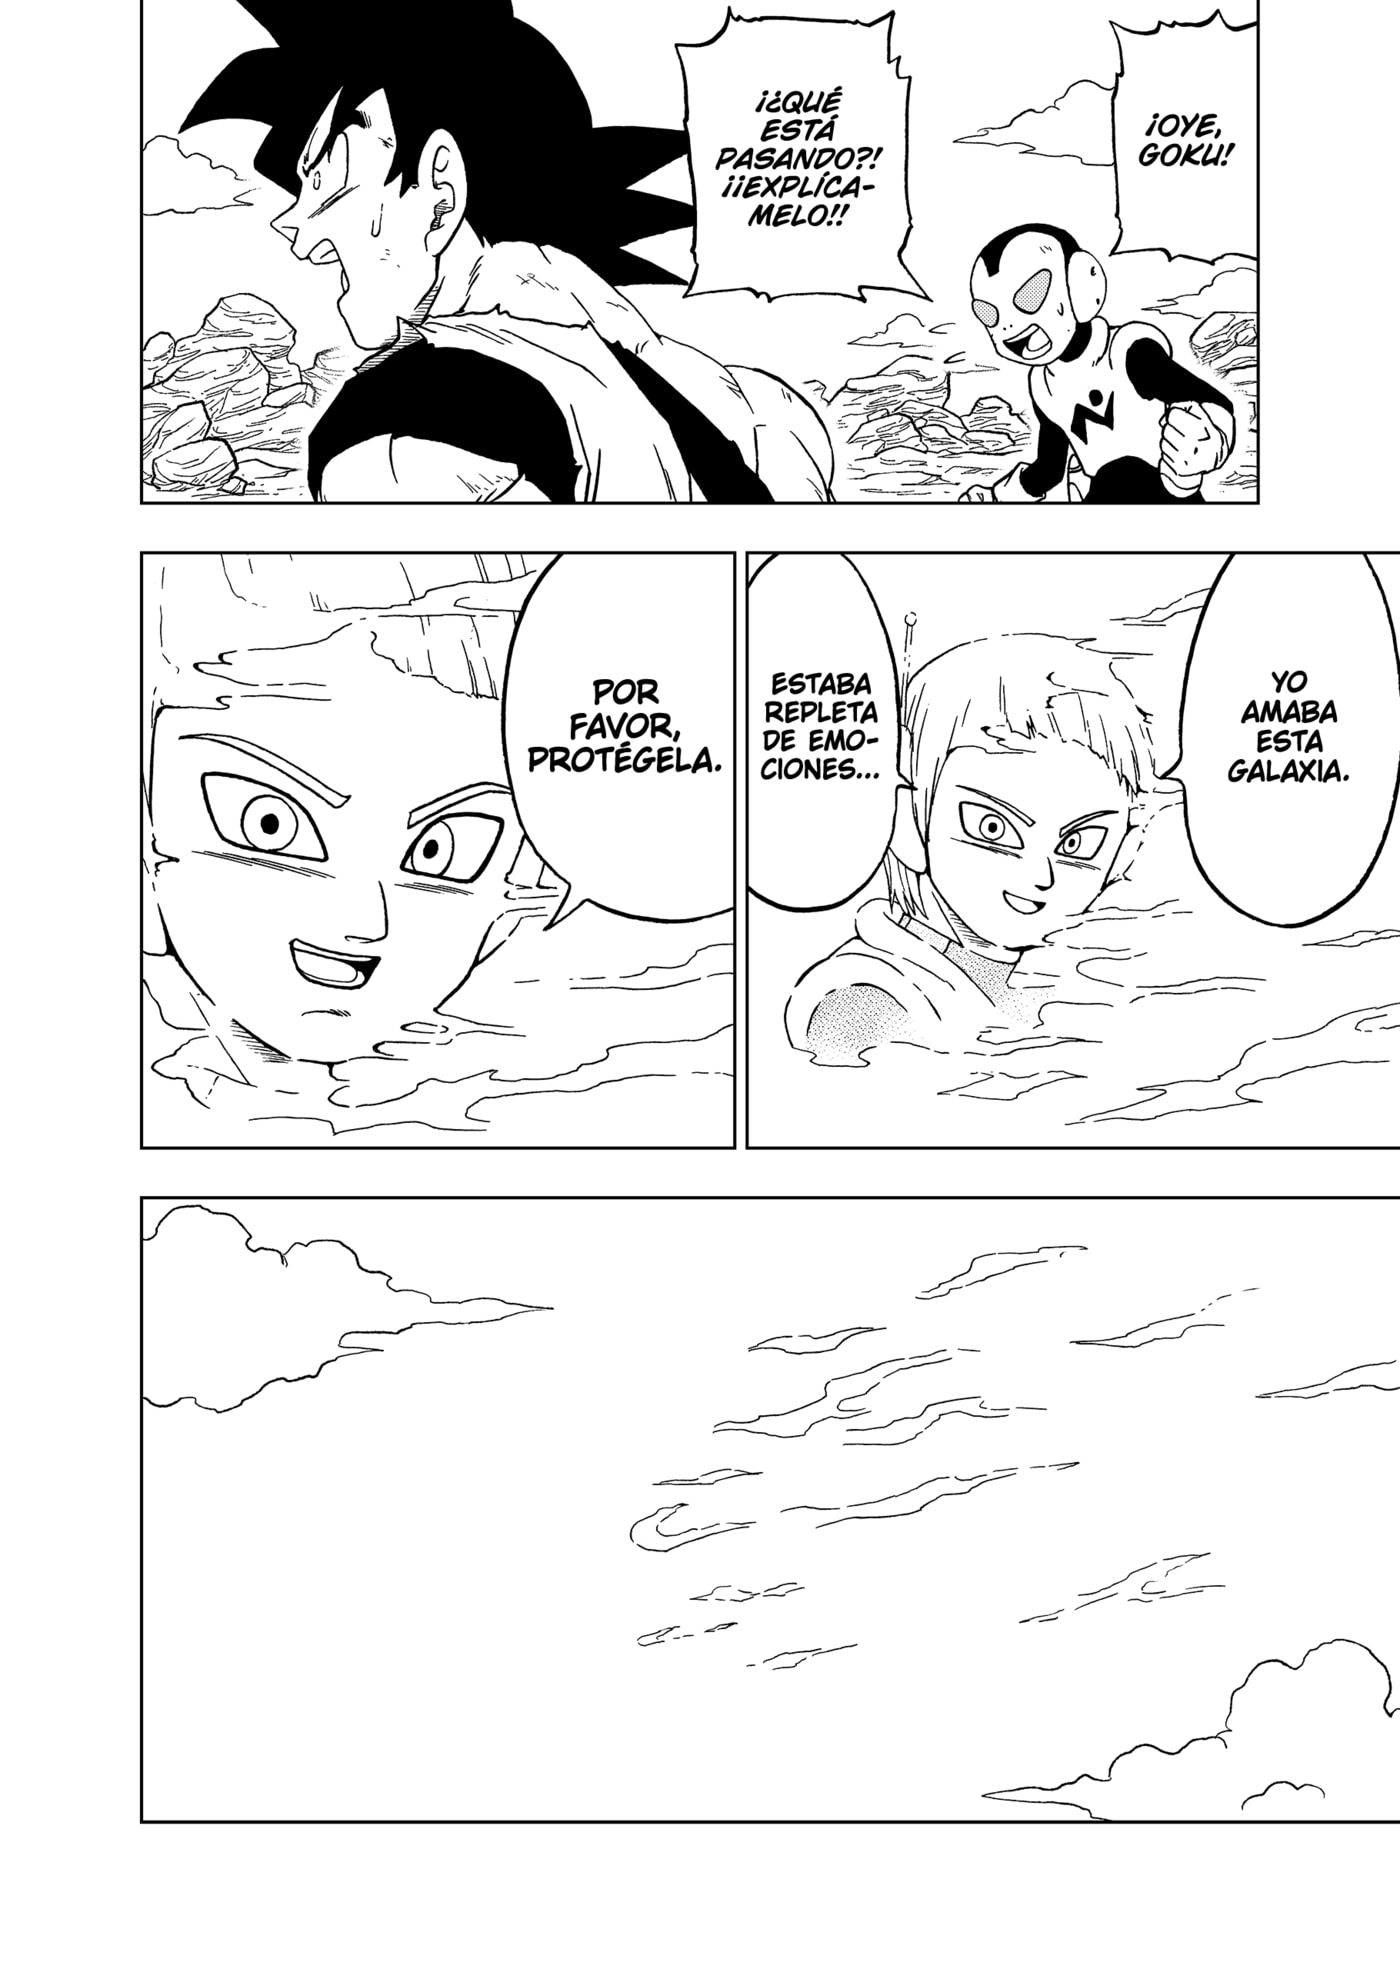 ¡OYE,
GOKU!
¡¿QUÉ
ESTÁ
PASANDO?!
¡¡EXPLÍCA-
MELO!!
YO
AMABA
ESTA
GALAXIA.
ESTABA
REPLETA
DE EMO-
CIONES...
POR
FAVOR,
PROTÉGELA.